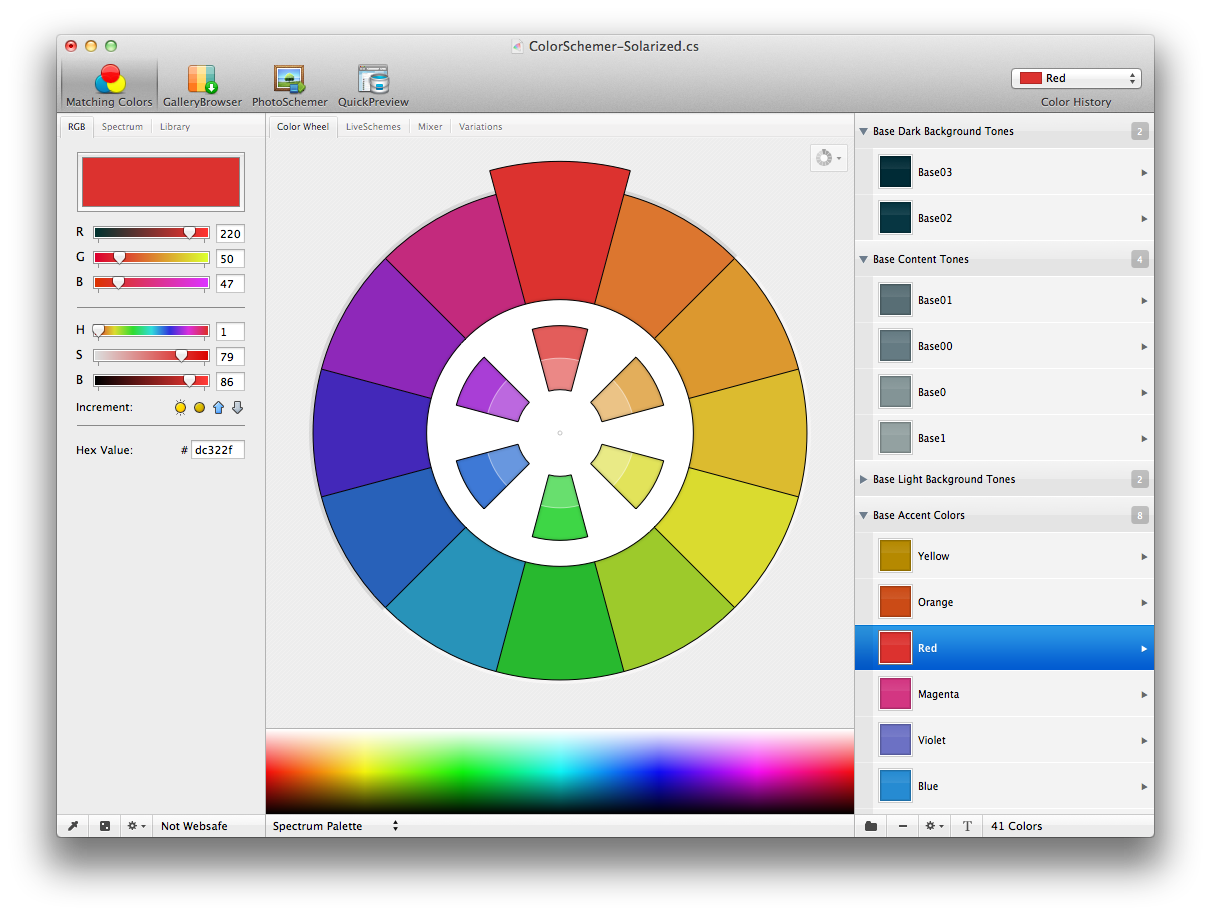 ColorSchemer-Solarized.cs
Matching Colors GalleryBrowser PhotoSchemer QuickPreview
Red
Color History
RGB Spectrum Library
R 220
G 50
B 47
H 1
S 79
B 86
Increment:
Hex Value: # dc322f
Not Websafe
Color Wheel LiveSchemes Mixer Variations
Spectrum Palette
Base Dark Background Tones 2
Base03
Base02
Base Content Tones 4
Base01
Base00
Base0
Base1
Base Light Background Tones 2
Base Accent Colors 8
Yellow
Orange
Red
Magenta
Violet
Blue
T 41 Colors